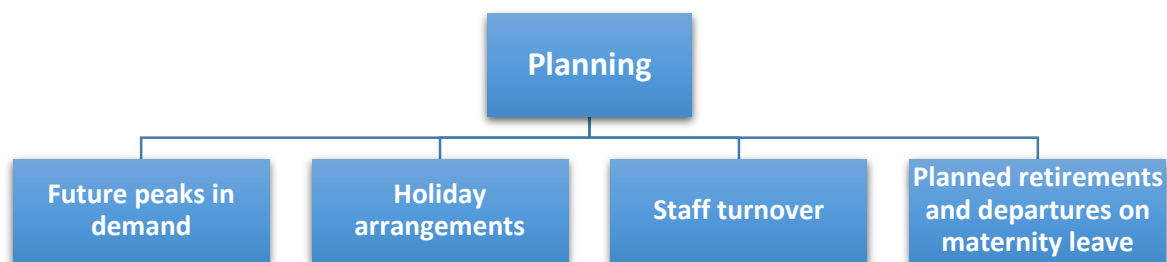 Planning
Future peaks in
demand
Holiday
arrangements
Staff turnover
Planned retirements
and departures on
maternity leave